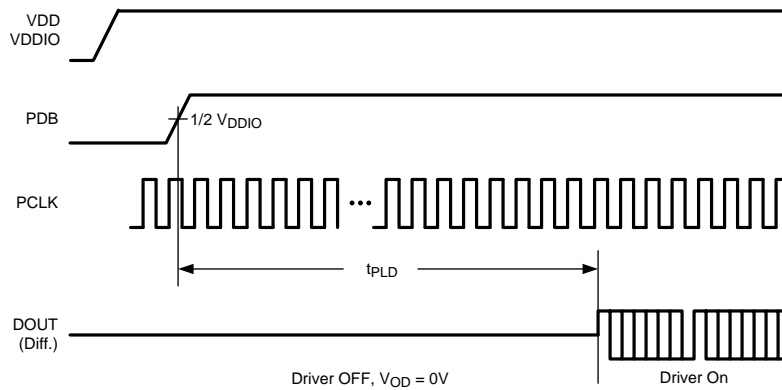 VDD
VDDIO
PDB
1/2 VDDIO
PCLK
tPLD
DOUT
(Diff.)
Driver OFF, VOD = 0V
Driver On